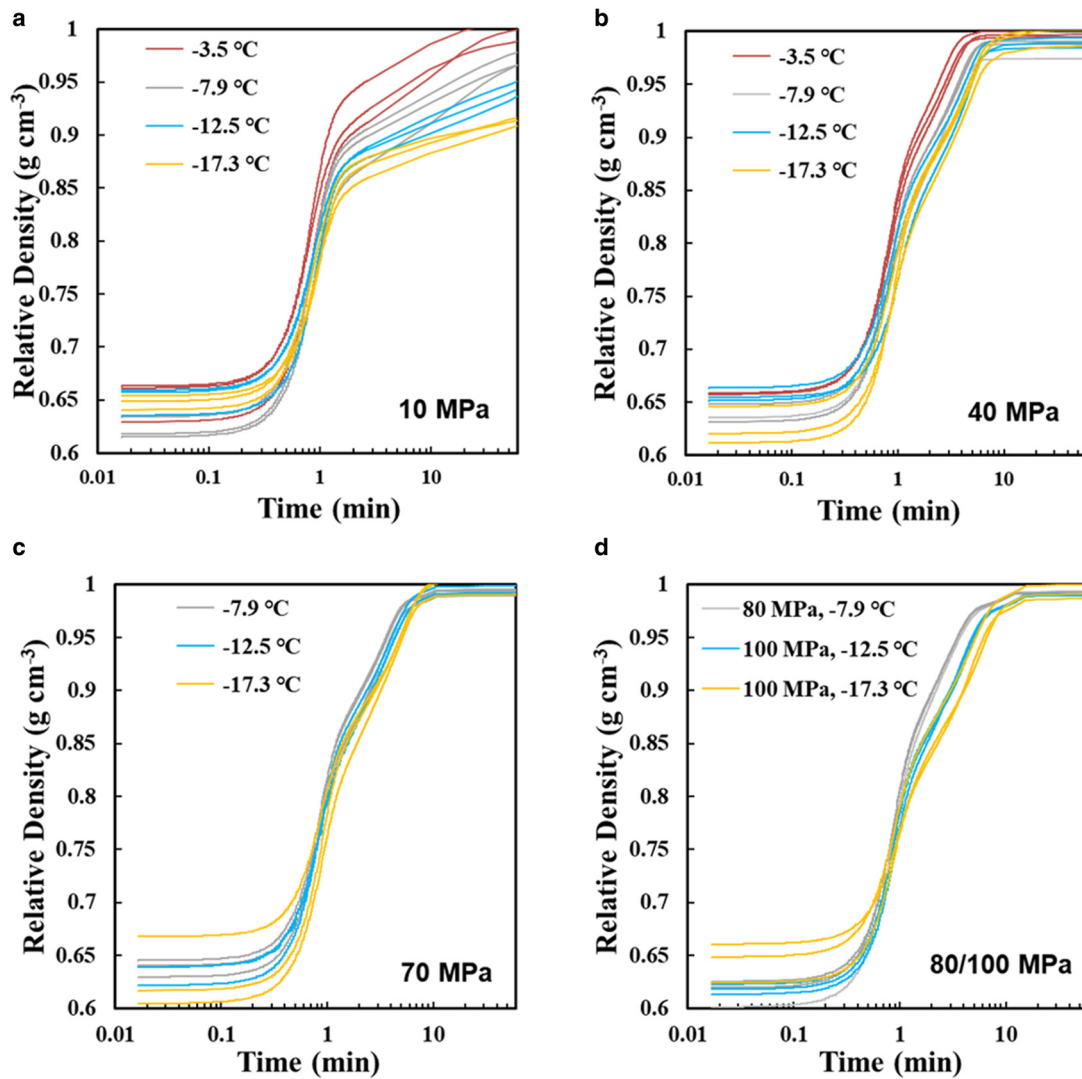 a
Relative Density (g cm⁻³)
1
0.95
0.9
0.85
0.8
0.75
0.7
0.65
0.6
-3.5 °C
-7.9 °C
-12.5 °C
-17.3 °C
10 MPa
0.01 0.1 1 10
Time (min)
b
Relative Density (g cm⁻³)
1
0.95
0.9
0.85
0.8
0.75
0.7
0.65
0.6
-3.5 °C
-7.9 °C
-12.5 °C
-17.3 °C
40 MPa
0.01 0.1 1 10
Time (min)
c
Relative Density (g cm⁻³)
1
0.95
0.9
0.85
0.8
0.75
0.7
0.65
0.6
-7.9 °C
-12.5 °C
-17.3 °C
70 MPa
0.01 0.1 1 10
Time (min)
d
Relative Density (g cm⁻³)
1
0.95
0.9
0.85
0.8
0.75
0.7
0.65
0.6
80 MPa, -7.9 °C
100 MPa, -12.5 °C
100 MPa, -17.3 °C
80/100 MPa
0.01 0.1 1 10
Time (min)